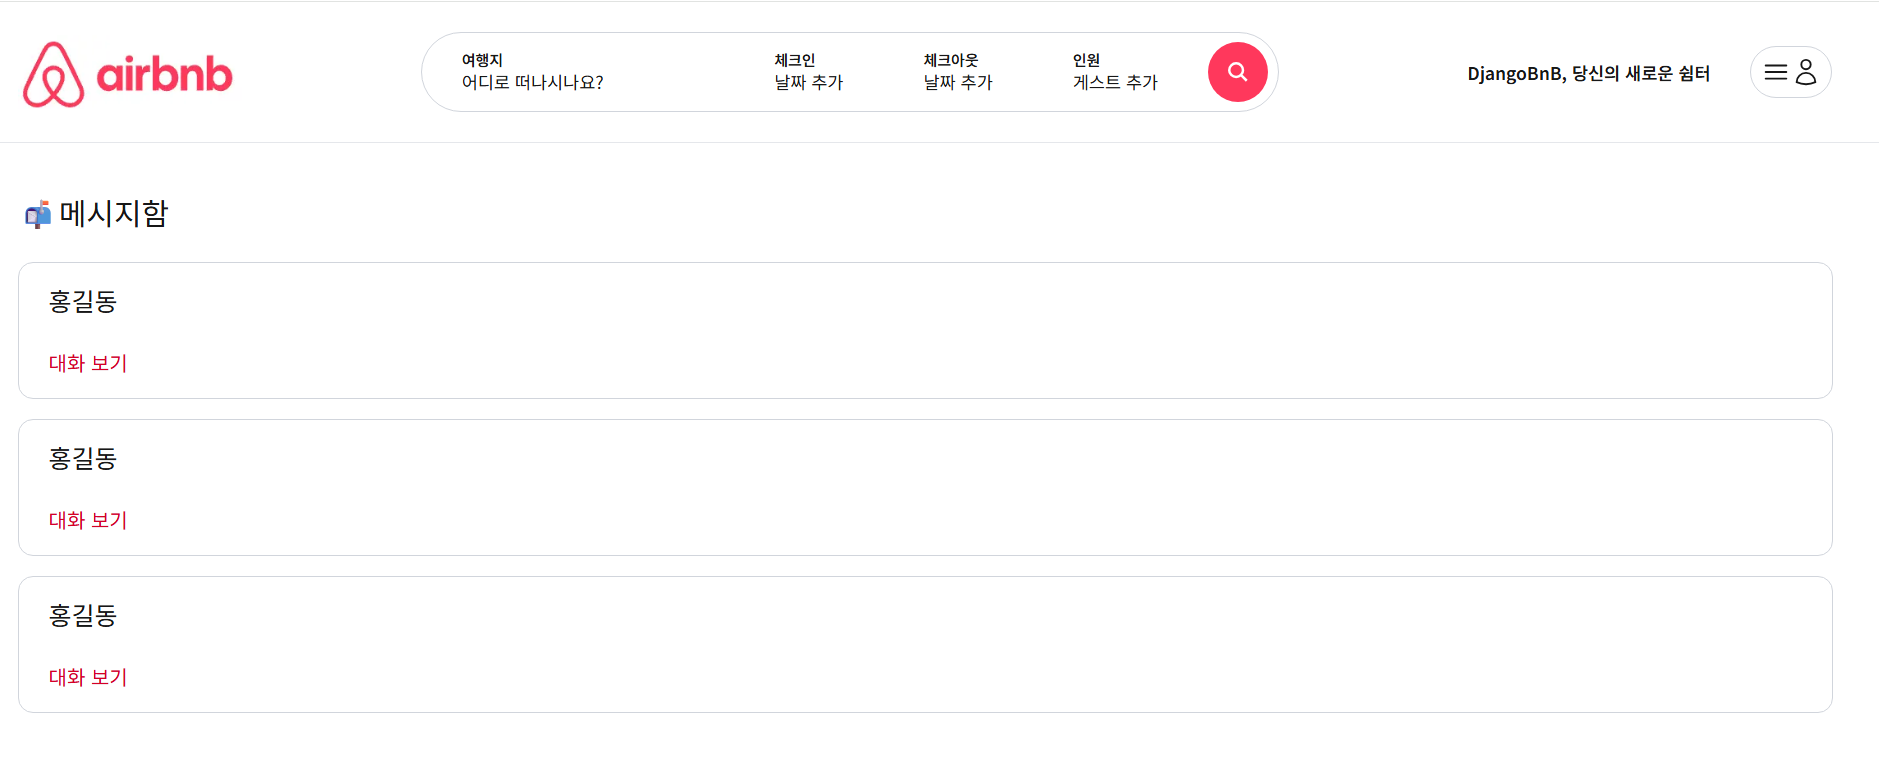 airbnb
여행지
어디로 떠나시나요?
체크인
날짜 추가
체크아웃
날짜 추가
인원
게스트 추가
DjangoBnB, 당신의 새로운 쉼터
📬 메시지함
홍길동
대화 보기
홍길동
대화 보기
홍길동
대화 보기